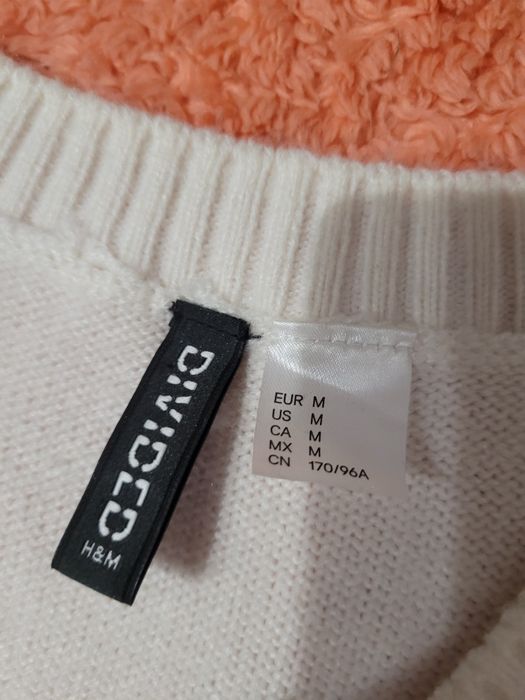 DIVIDED
H&M
EUR M
US M
CA M
MX M
CN 170/96A